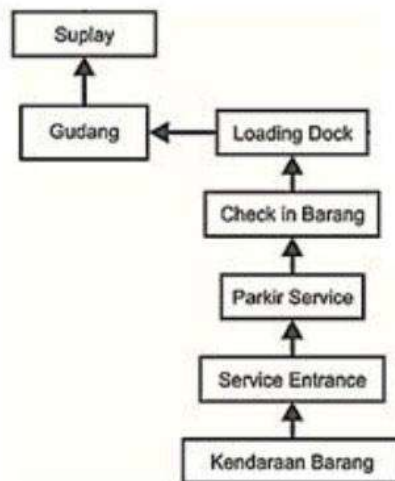 Suplay
Gudang
Loading Dock
Check in Barang
Parkir Service
Service Entrance
Kendaraan Barang